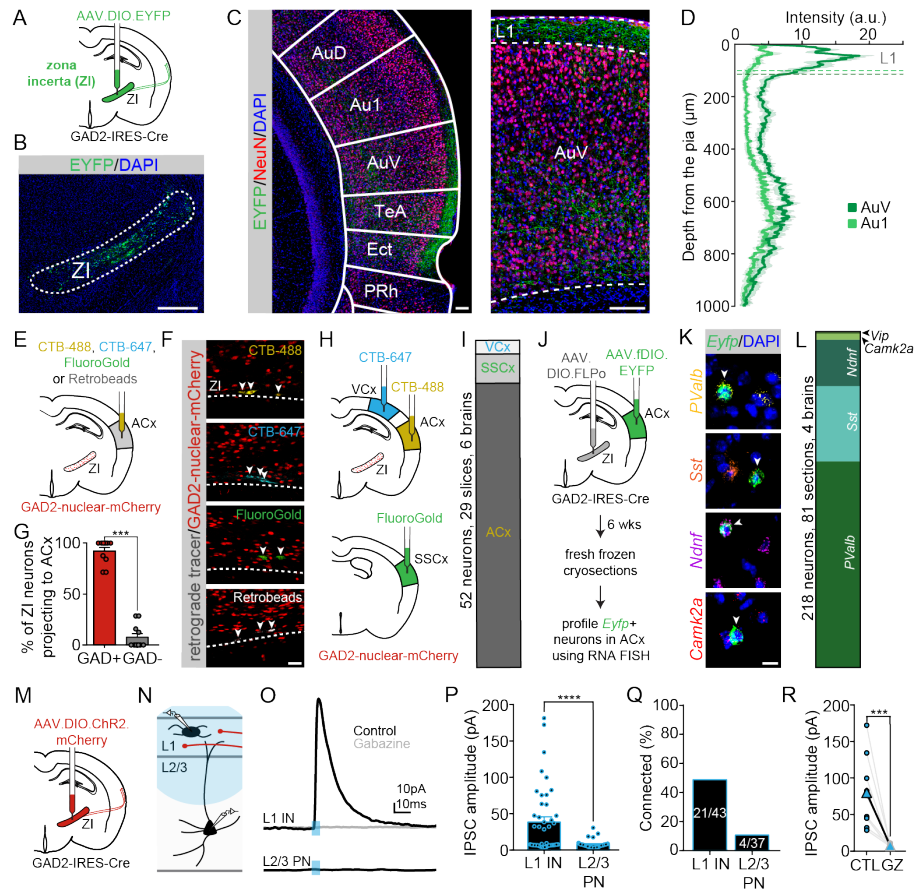 A
AAV.DIO.EYFP
zona
incerta (ZI)
ZI
GAD2-IRES-Cre
B
EYFP/DAPI
ZI
C
EYFP/NeuN/DAPI
AuD
Au1
AuV
TeA
Ect
PRh
L1
AuV
D
Intensity (a.u.)
0 10 20
L1
Depth from the pia (µm)
0
200
400
600
800
1000
AuV
Au1
E
CTB-488, CTB-647,
FluoroGold
or Retrobeads
ACx
ZI
GAD2-nuclear-mCherry
F
retrograde tracer/GAD2-nuclear-mCherry
CTB-488
ZI
CTB-647
FluoroGold
Retrobeads
G
% of ZI neurons
projecting to ACx
100
0
***
GAD+ GAD-
H
CTB-647
VCx
CTB-488
ACx
ZI
FluoroGold
SSCx
GAD2-nuclear-mCherry
I
52 neurons, 29 slices, 6 brains
VCx
SSCx
ACx
J
AAV.
DIO.FLPo
AAV.fDIO.
EYFP
ACx
ZI
GAD2-IRES-Cre
6 wks
fresh frozen
cryosections
profile Eyfp+
neurons in ACx
using RNA FISH
K
Eyfp/DAPI
PValb
Sst
Ndnf
Camk2a
L
218 neurons, 81 sections, 4 brains
Vip
Camk2a
Ndnf
Sst
PValb
M
AAV.DIO.ChR2.
mCherry
ZI
GAD2-IRES-Cre
N
L1
L2/3
O
Control
Gabazine
10pA
10ms
L1 IN
L2/3 PN
P
IPSC amplitude (pA)
200
150
100
50
0
****
L1 IN L2/3
PN
Q
Connected (%)
100
80
60
40
20
0
21/43
4/37
L1 IN L2/3
PN
R
IPSC amplitude (pA)
200
150
100
50
0
***
CTLGZ